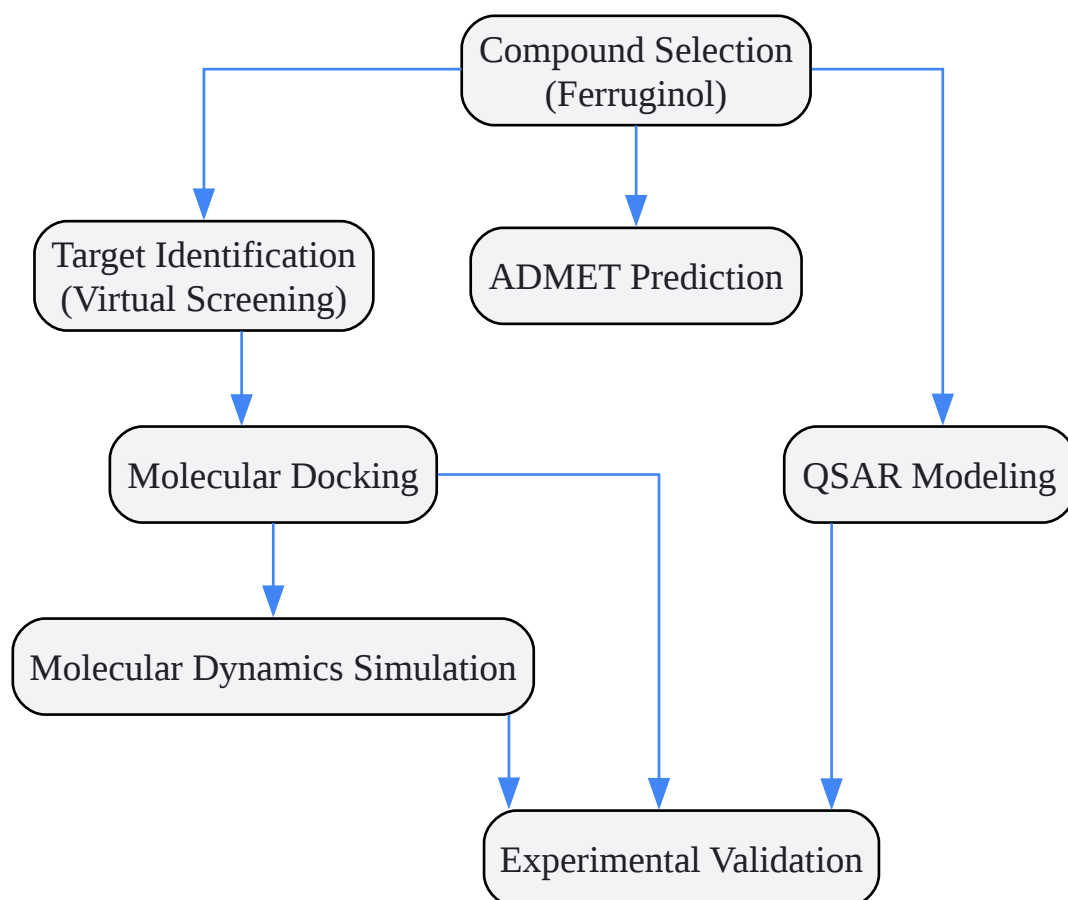 Compound Selection
(Ferruginol)
Target Identification
(Virtual Screening)
ADMET Prediction
Molecular Docking
QSAR Modeling
Molecular Dynamics Simulation
Experimental Validation